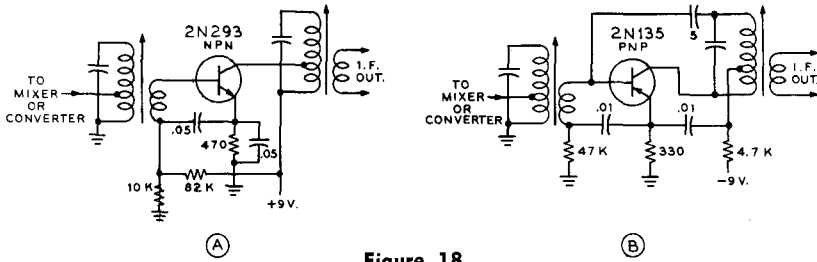 2N293
NPN
TO
MIXER
OR
CONVERTER
.05
470
.05
10 K
82 K
+9 V.
I.F.
OUT.
A
2N135
PNP
5
TO
MIXER
OR
CONVERTER
.01
.01
47 K
330
4.7 K
-9 V.
I.F.
OUT.
B
Figure 18